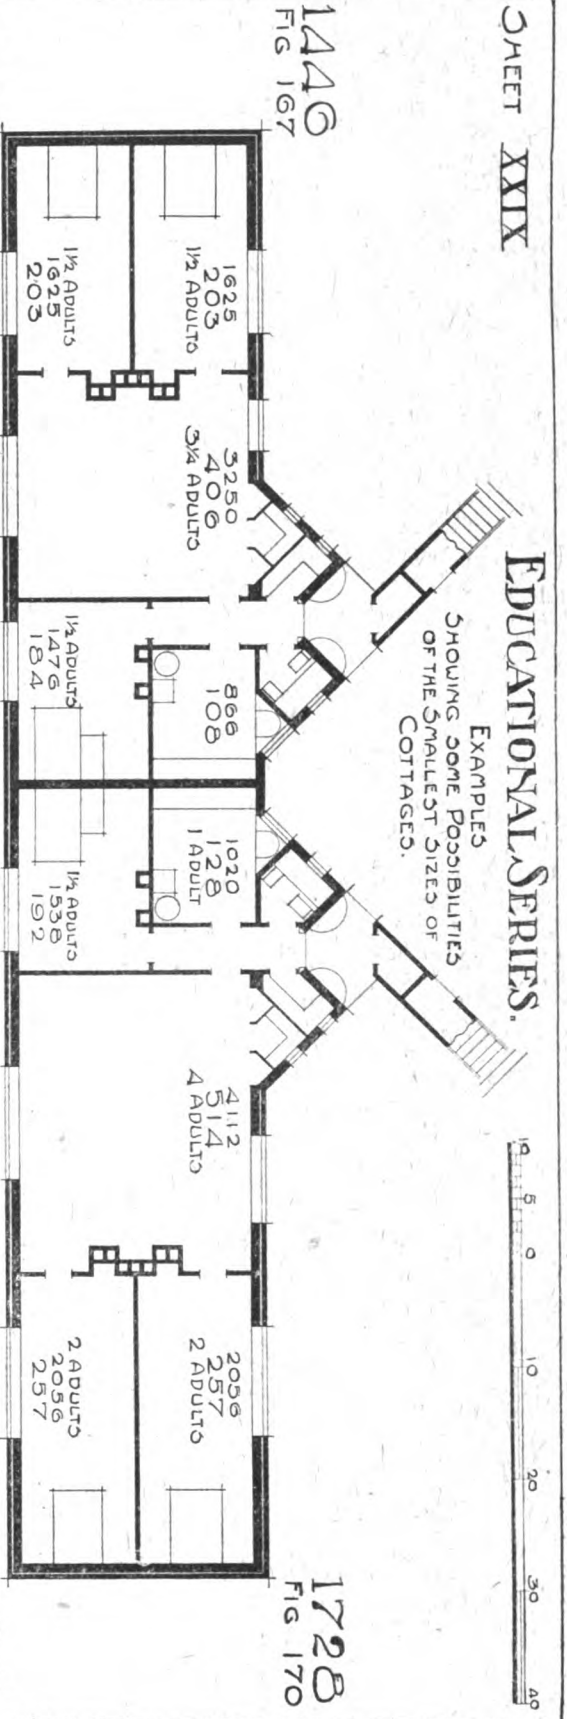 SHEET XXIX
EDUCATIONAL SERIES.
10 5 0 10 20 30 40
EXAMPLES
SHOWING SOME POSSIBILITIES
OF THE SMALLEST SIZES OF
COTTAGES.
1446
FIG 167
1728
FIG 170
1625
203
1½ ADULTS
3250
406
3¼ ADULTS
868
108
1020
128
1 ADULT
4112
514
4 ADULTS
2056
257
2 ADULTS
1½ ADULTS
1625
203
1½ ADULTS
1476
184
1½ ADULTS
1538
192
2 ADULTS
2056
257